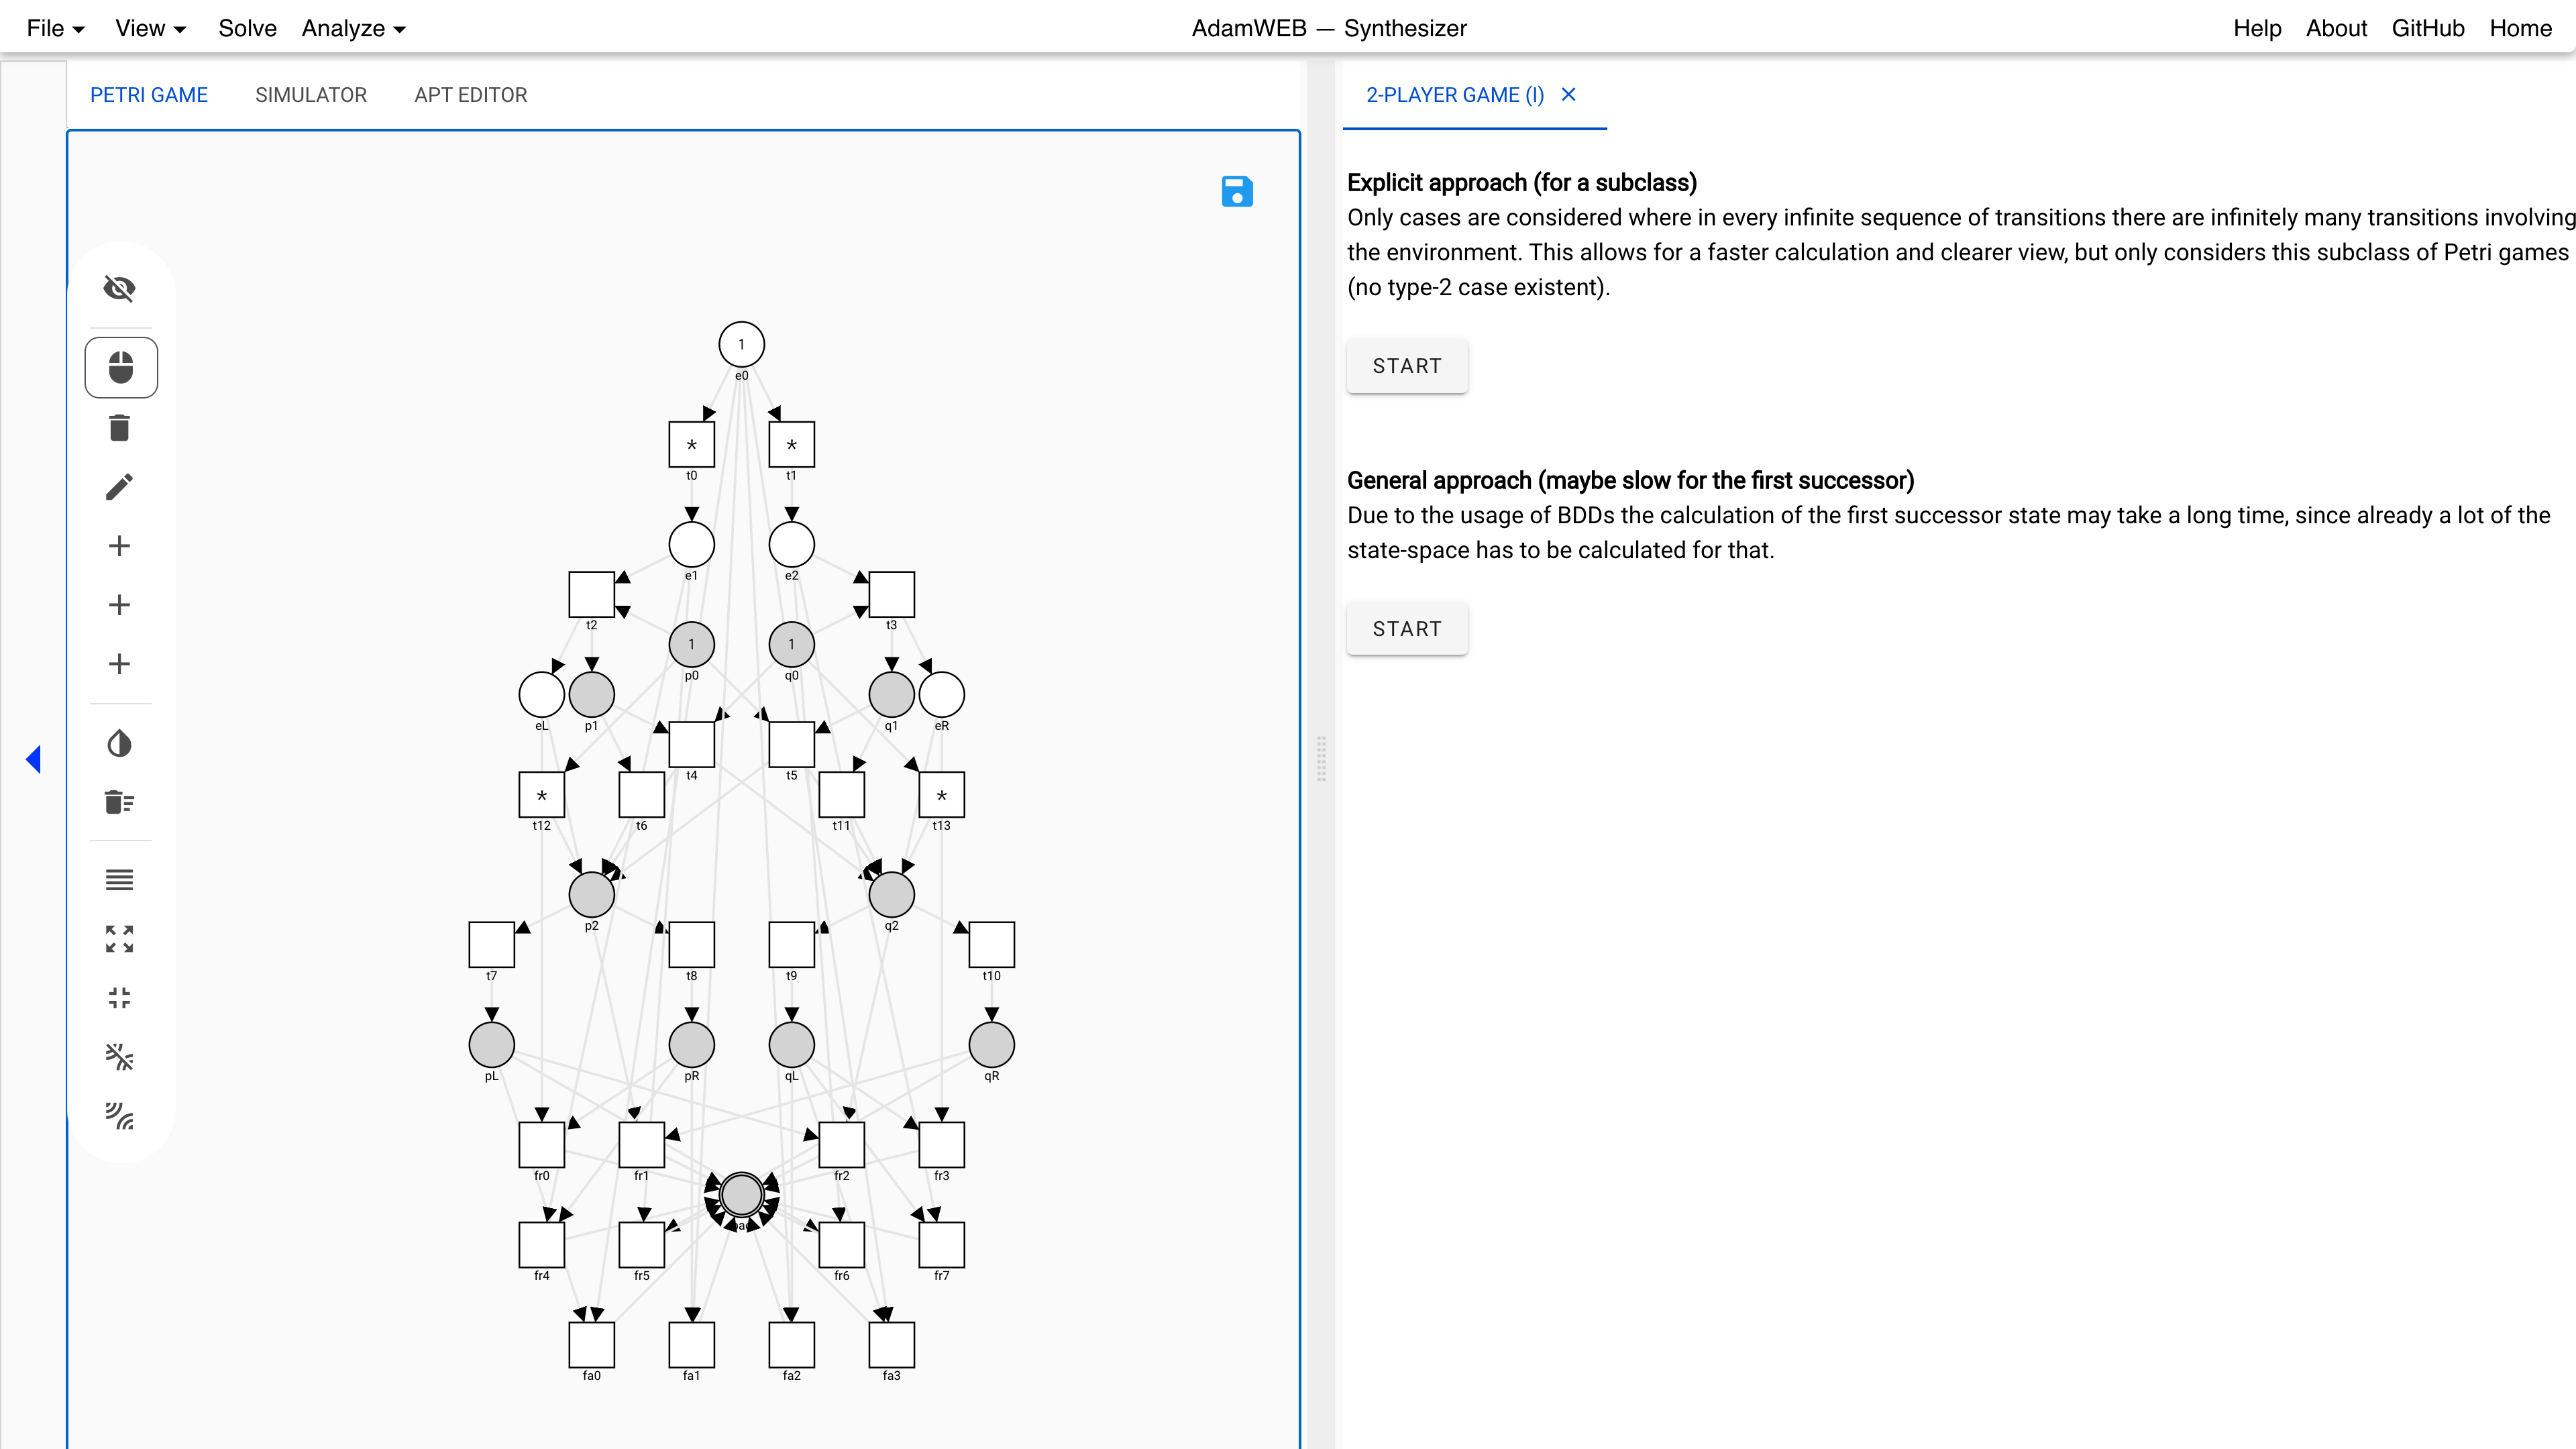 File View Solve Analyze AdamWEB — Synthesizer Help About GitHub Home
PETRI GAME SIMULATOR APT EDITOR
2-PLAYER GAME (I)
Explicit approach (for a subclass)
Only cases are considered where in every infinite sequence of transitions there are infinitely many transitions involving
the environment. This allows for a faster calculation and clearer view, but only considers this subclass of Petri games
(no type-2 case existent).
START
General approach (maybe slow for the first successor)
Due to the usage of BDDs the calculation of the first successor state may take a long time, since already a lot of the
state-space has to be calculated for that.
START
1
e0
* *
t0 t1
e1 e2
t2 t3
1 1
p0 q0
eL p1 q1 eR
t4 t5
* *
t12 t6 t11 t13
p2 q2
t7 t8 t9 t10
pL pR qL qR
fr0 fr1 fr2 fr3
fr4 fr5 fr6 fr7
fa0 fa1 fa2 fa3